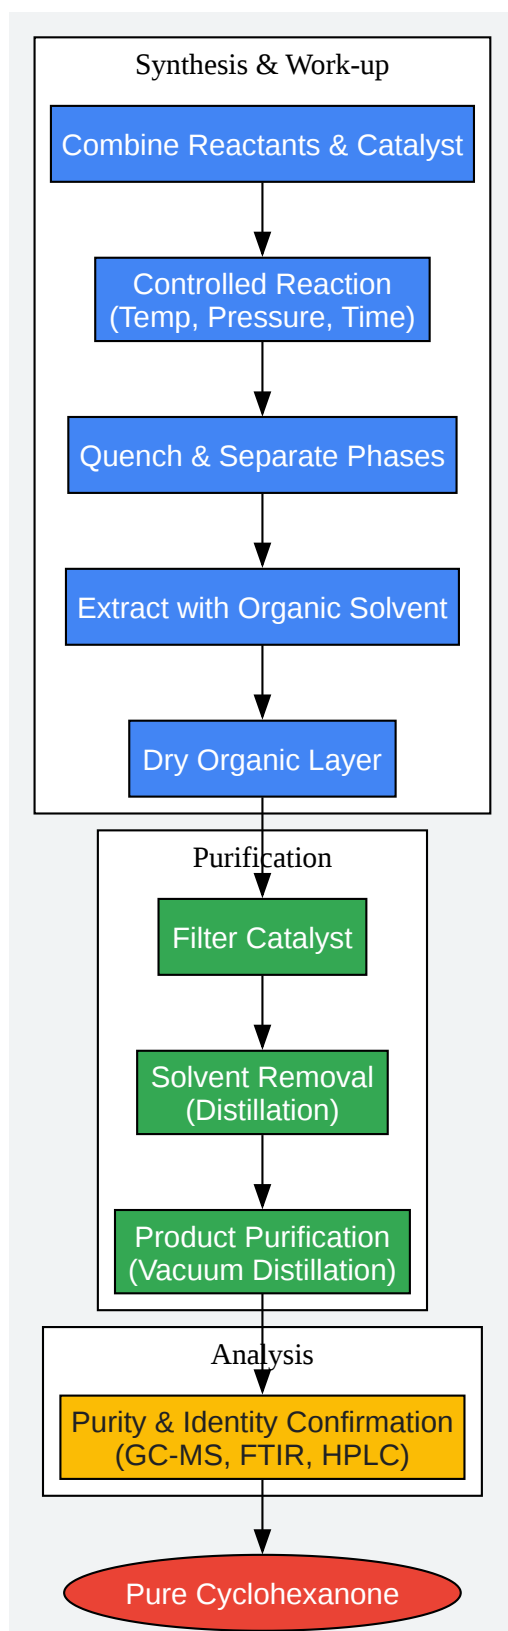 Synthesis & Work-up
Combine Reactants & Catalyst
Controlled Reaction
(Temp, Pressure, Time)
Quench & Separate Phases
Extract with Organic Solvent
Dry Organic Layer
Purification
Filter Catalyst
Solvent Removal
(Distillation)
Product Purification
(Vacuum Distillation)
Analysis
Purity & Identity Confirmation
(GC-MS, FTIR, HPLC)
Pure Cyclohexanone